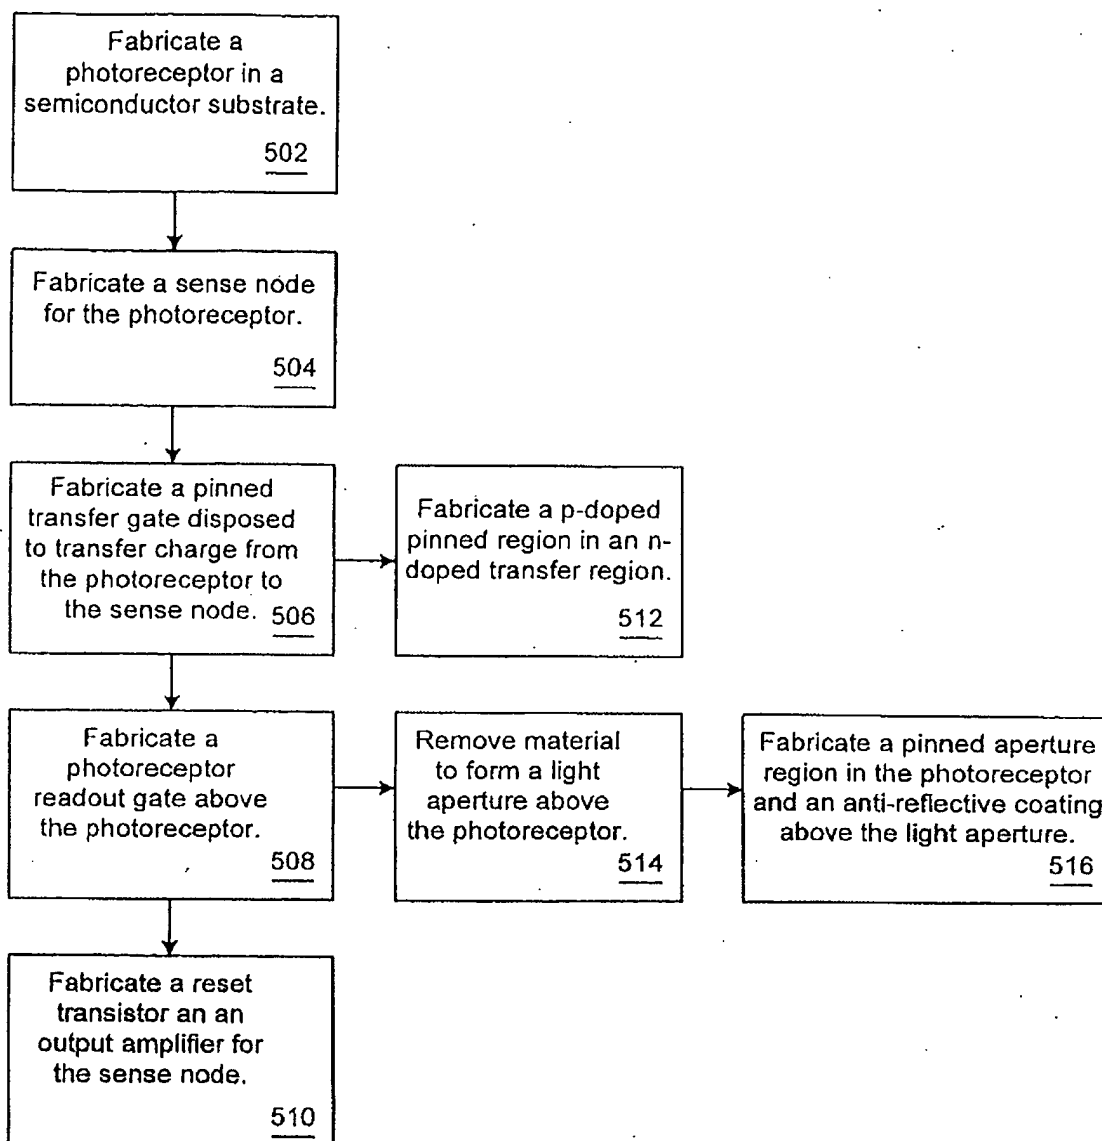 Fabricate a
photoreceptor in a
semiconductor substrate.
502
Fabricate a sense node
for the photoreceptor.
504
Fabricate a pinned
transfer gate disposed
to transfer charge from
the photoreceptor to
the sense node. 506
Fabricate a p-doped
pinned region in an n-
doped transfer region.
512
Fabricate a
photoreceptor
readout gate above
the photoreceptor.
508
Remove material
to form a light
aperture above
the photoreceptor.
514
Fabricate a pinned aperture
region in the photoreceptor
and an anti-reflective coating
above the light aperture.
516
Fabricate a reset
transistor an an
output amplifier for
the sense node.
510